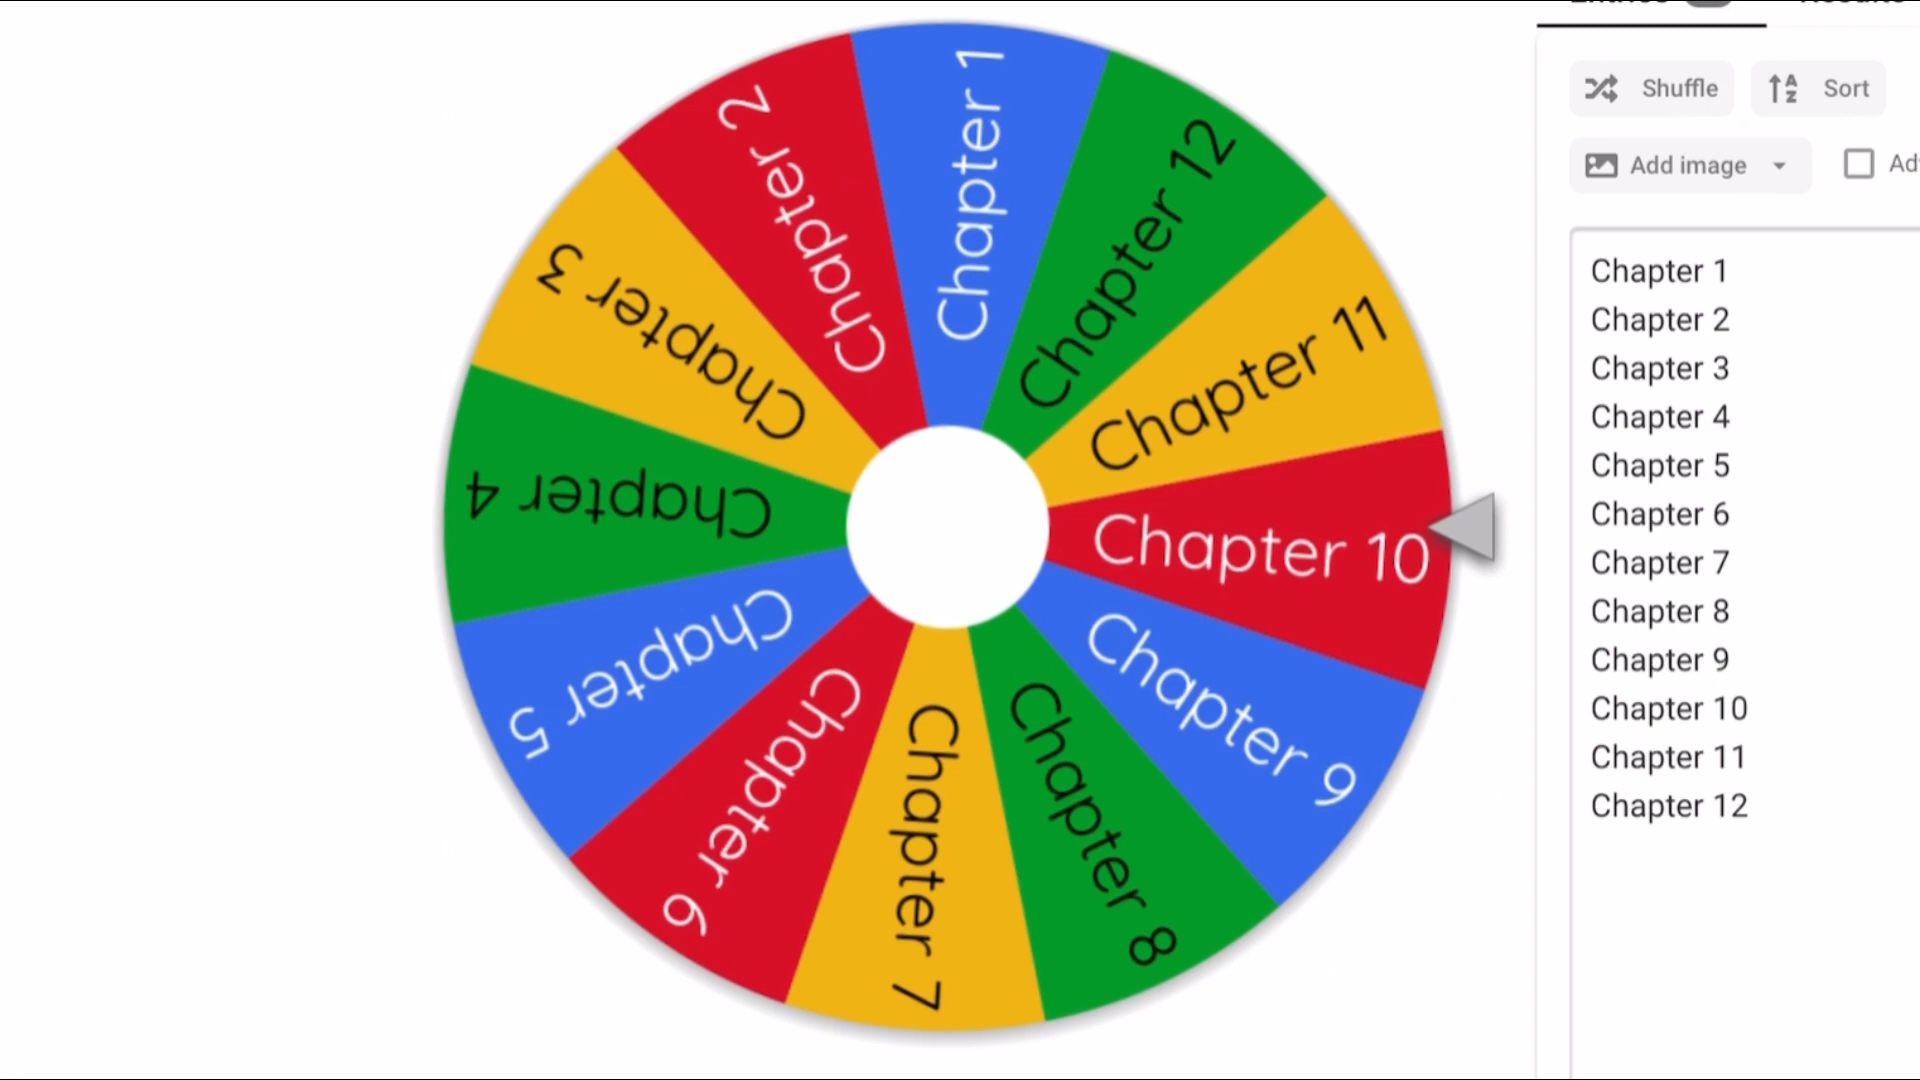 Chapter 1
Chapter 12
Chapter 11
Chapter 10
Chapter 9
Chapter 8
Chapter 7
Chapter 6
Chapter 5
Chapter 4
Chapter 3
Chapter 2
Shuffle
Sort
Add image
Chapter 1
Chapter 2
Chapter 3
Chapter 4
Chapter 5
Chapter 6
Chapter 7
Chapter 8
Chapter 9
Chapter 10
Chapter 11
Chapter 12